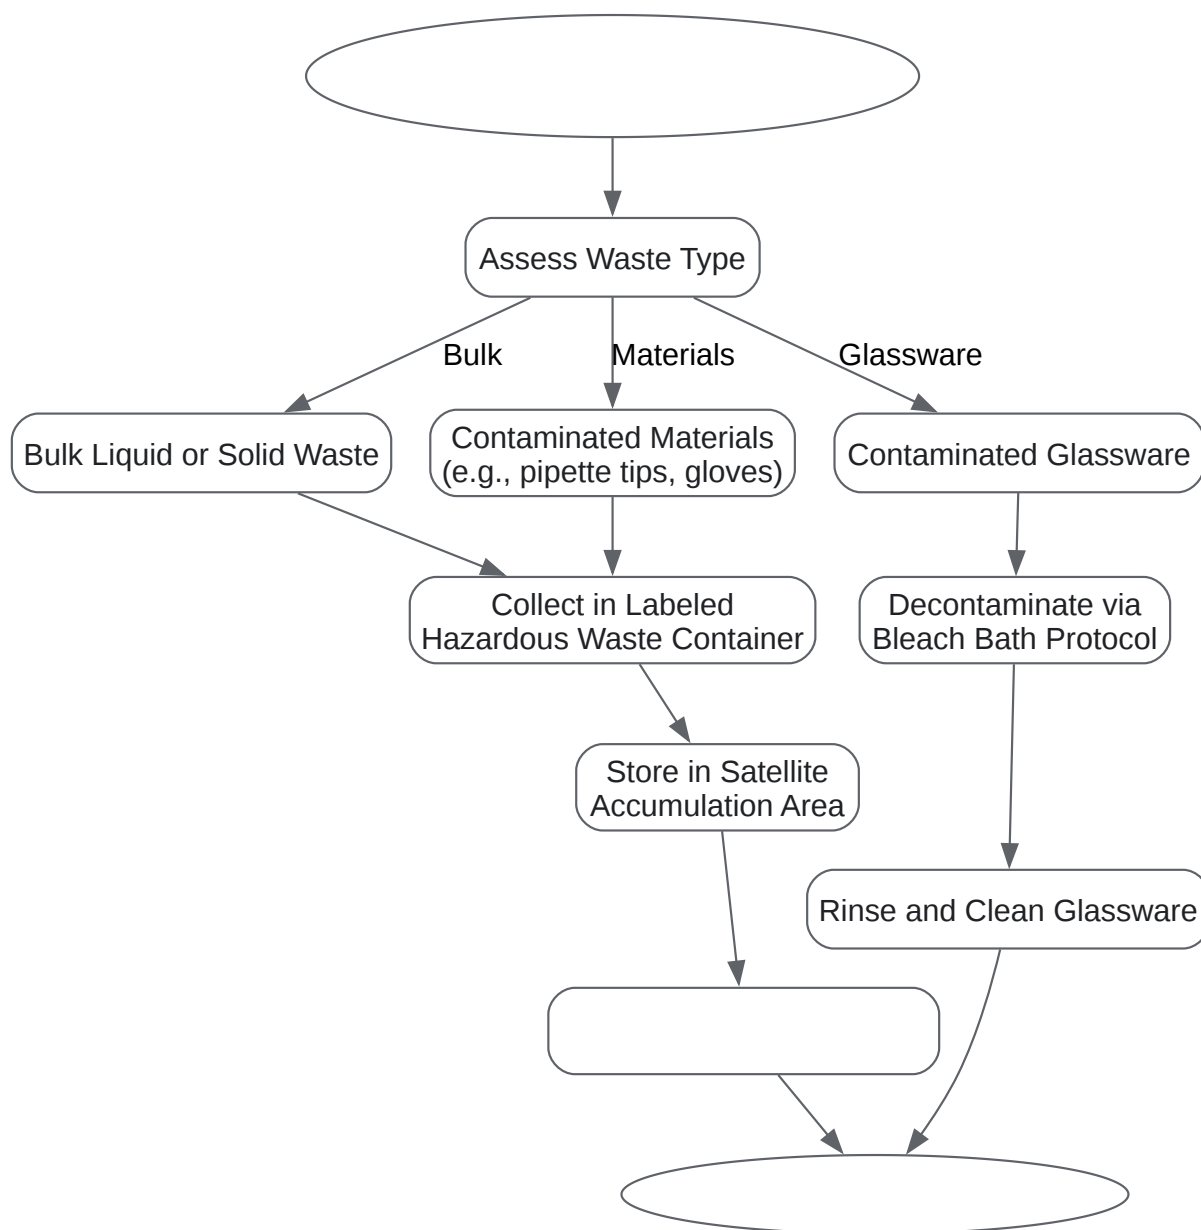 Assess Waste Type
Bulk
Materials
Glassware
Bulk Liquid or Solid Waste
Contaminated Materials
(e.g., pipette tips, gloves)
Contaminated Glassware
Collect in Labeled
Hazardous Waste Container
Decontaminate via
Bleach Bath Protocol
Store in Satellite
Accumulation Area
Rinse and Clean Glassware